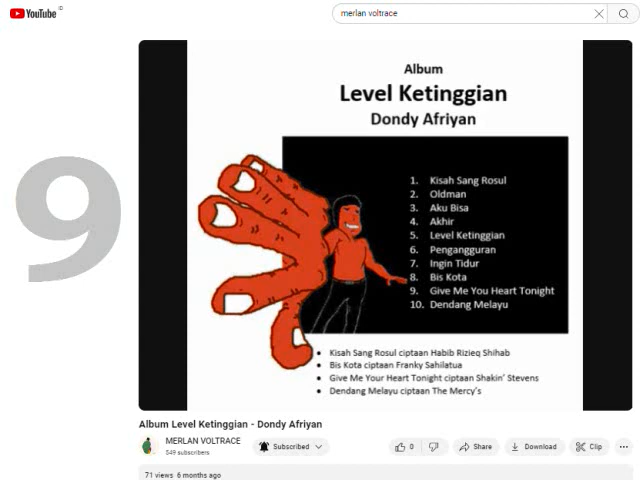 YouTube
ID
merlan voltrace
9
Album
Level Ketinggian
Dondy Afriyan
1. Kisah Sang Rosul
2. Oldman
3. Aku Bisa
4. Akhir
5. Level Ketinggian
6. Pengangguran
7. Ingin Tidur
8. Bis Kota
9. Give Me You Heart Tonight
10. Dendang Melayu
• Kisah Sang Rosul ciptaan Habib Rizieq Shihab
• Bis Kota ciptaan Franky Sahilatua
• Give Me Your Heart Tonight ciptaan Shakin' Stevens
• Dendang Melayu ciptaan The Mercy's
Album Level Ketinggian - Dondy Afriyan
MERLAN VOLTRACE
549 subscribers
Subscribed
0
Share
Download
Clip
71 views 6 months ago